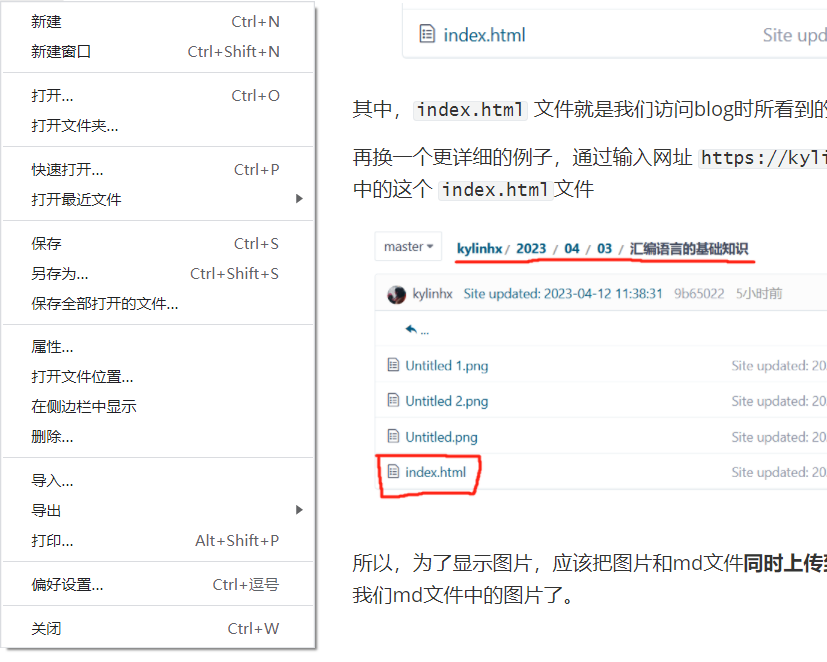 新建 Ctrl+N
新建窗口 Ctrl+Shift+N
打开... Ctrl+O
打开文件夹...
快速打开... Ctrl+P
打开最近文件
保存 Ctrl+S
另存为... Ctrl+Shift+S
保存全部打开的文件...
属性...
打开文件位置...
在侧边栏中显示
删除...
导入...
导出
打印... Alt+Shift+P
偏好设置... Ctrl+逗号
关闭 Ctrl+W
index.html Site upd
其中，index.html 文件就是我们访问blog时所看到的
再换一个更详细的例子，通过输入网址 https://kyli
中的这个 index.html文件
master kylinhx / 2023 / 04 / 03 / 汇编语言的基础知识
kylinhx Site updated: 2023-04-12 11:38:31 9b65022 5小时前
...
Untitled 1.png Site updated: 20
Untitled 2.png Site updated: 20
Untitled.png Site updated: 20
index.html Site updated: 20
所以，为了显示图片，应该把图片和md文件同时上传到
我们md文件中的图片了。